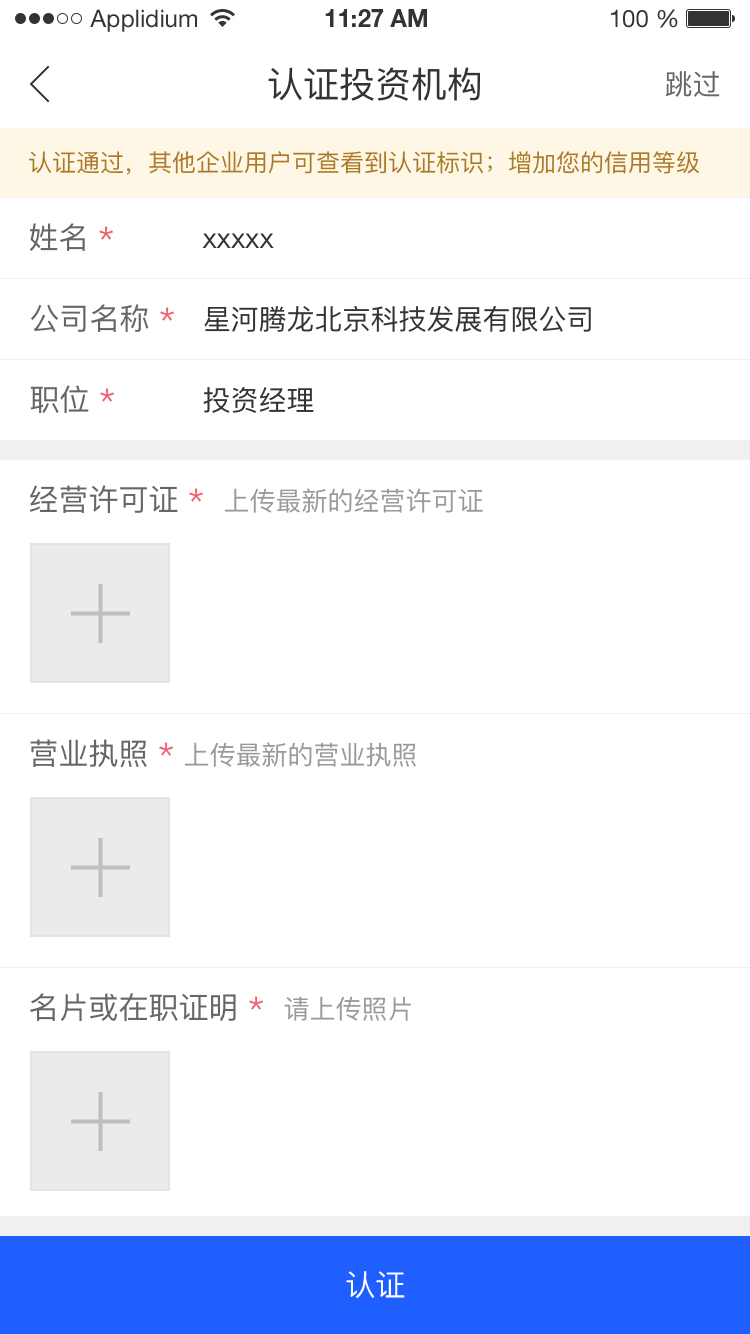 Applidium 11:27 AM 100 %
认证投资机构 跳过
认证通过，其他企业用户可查看到认证标识；增加您的信用等级
姓名 * xxxxx
公司名称 * 星河腾龙北京科技发展有限公司
职位 * 投资经理
经营许可证 * 上传最新的经营许可证
营业执照 * 上传最新的营业执照
名片或在职证明 * 请上传照片
认证